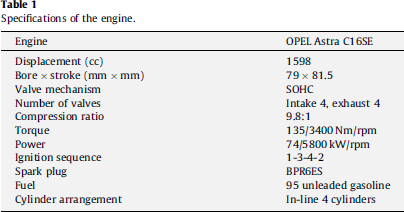 Table 1
Specifications of the engine.
Engine OPEL Astra C16SE
Displacement (cc) 1598
Bore × stroke (mm × mm) 79 × 81.5
Valve mechanism SOHC
Number of valves Intake 4, exhaust 4
Compression ratio 9.8:1
Torque 135/3400 Nm/rpm
Power 74/5800 kW/rpm
Ignition sequence 1-3-4-2
Spark plug BPR6ES
Fuel 95 unleaded gasoline
Cylinder arrangement In-line 4 cylinders